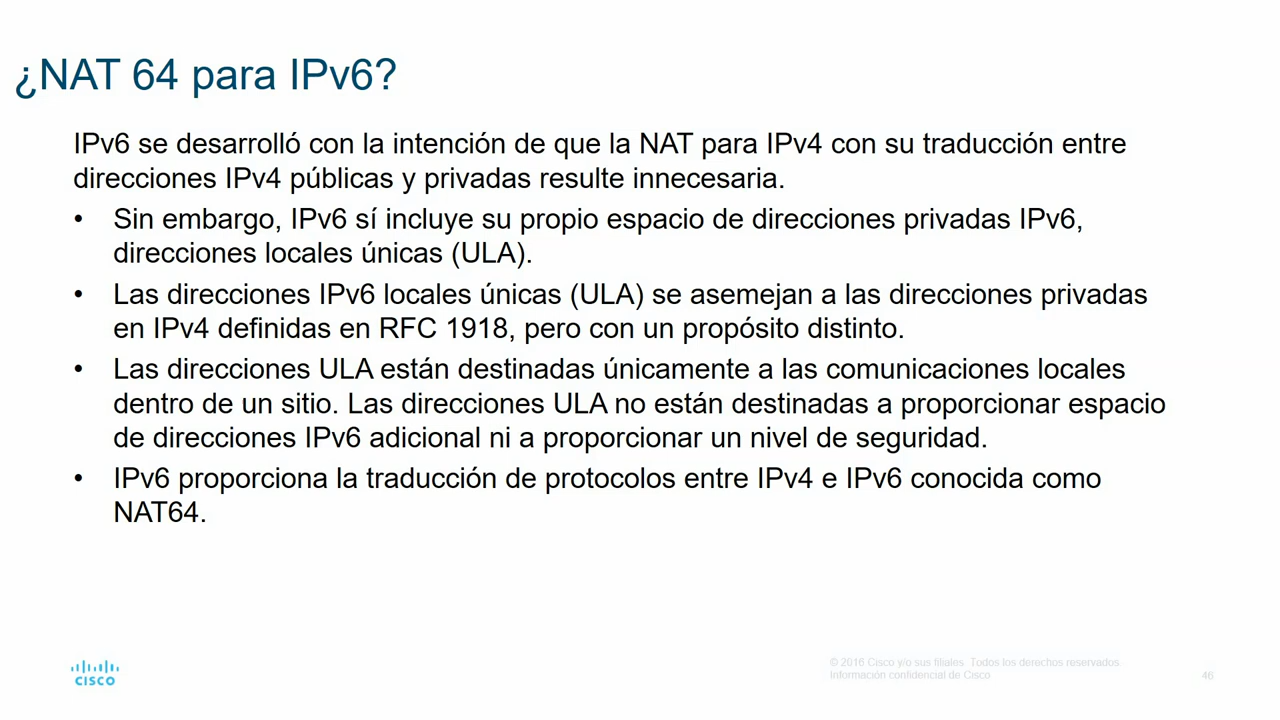 ¿NAT 64 para IPv6?
IPv6 se desarrolló con la intención de que la NAT para IPv4 con su traducción entre
direcciones IPv4 públicas y privadas resulte innecesaria.
• Sin embargo, IPv6 sí incluye su propio espacio de direcciones privadas IPv6,
direcciones locales únicas (ULA).
• Las direcciones IPv6 locales únicas (ULA) se asemejan a las direcciones privadas
en IPv4 definidas en RFC 1918, pero con un propósito distinto.
• Las direcciones ULA están destinadas únicamente a las comunicaciones locales
dentro de un sitio. Las direcciones ULA no están destinadas a proporcionar espacio
de direcciones IPv6 adicional ni a proporcionar un nivel de seguridad.
• IPv6 proporciona la traducción de protocolos entre IPv4 e IPv6 conocida como
NAT64.
CISCO
© 2016 Cisco y/o sus filiales. Todos los derechos reservados.
Información confidencial de Cisco
46